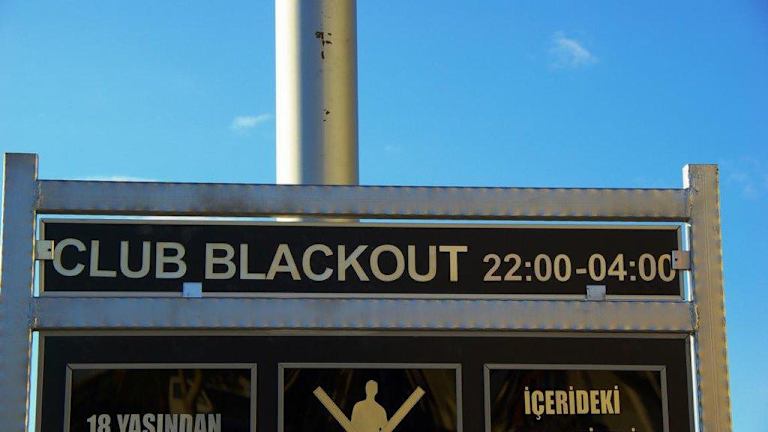 CLUB BLACKOUT 22:00-04:00
18 YAŞINDAN
İÇERİDEKİ